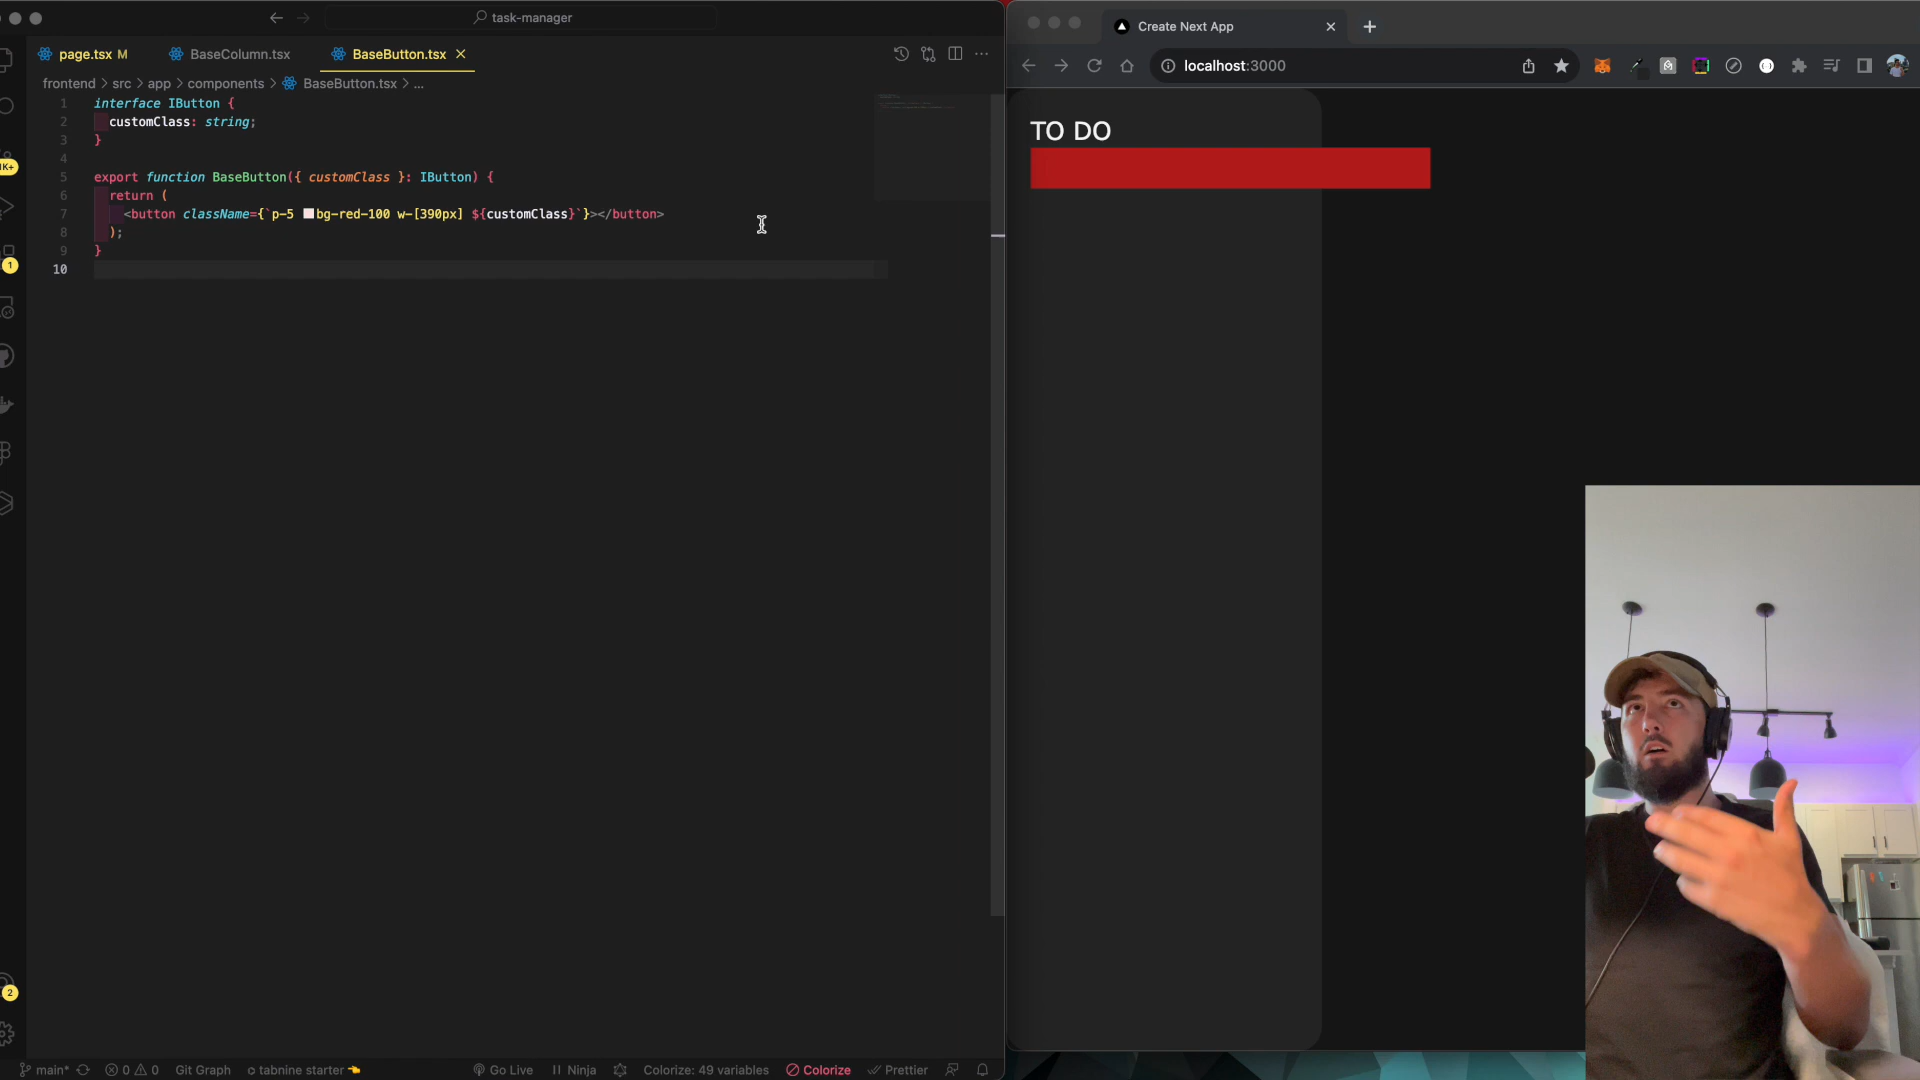 task-manager
page.tsx M
BaseColumn.tsx
BaseButton.tsx
frontend > src > app > components > BaseButton.tsx > ...
1 interface IButton {
2 customClass: string;
3 }
4
5 export function BaseButton({ customClass }: IButton) {
6 return (
7 <button className={`p-5 bg-red-100 w-[390px] ${customClass}`}></button>
8 );
9 }
10
1
2
main*
0 0
Git Graph
tabnine starter
Go Live
Ninja
Colorize: 49 variables
Colorize
Prettier
Create Next App
localhost:3000
TO DO